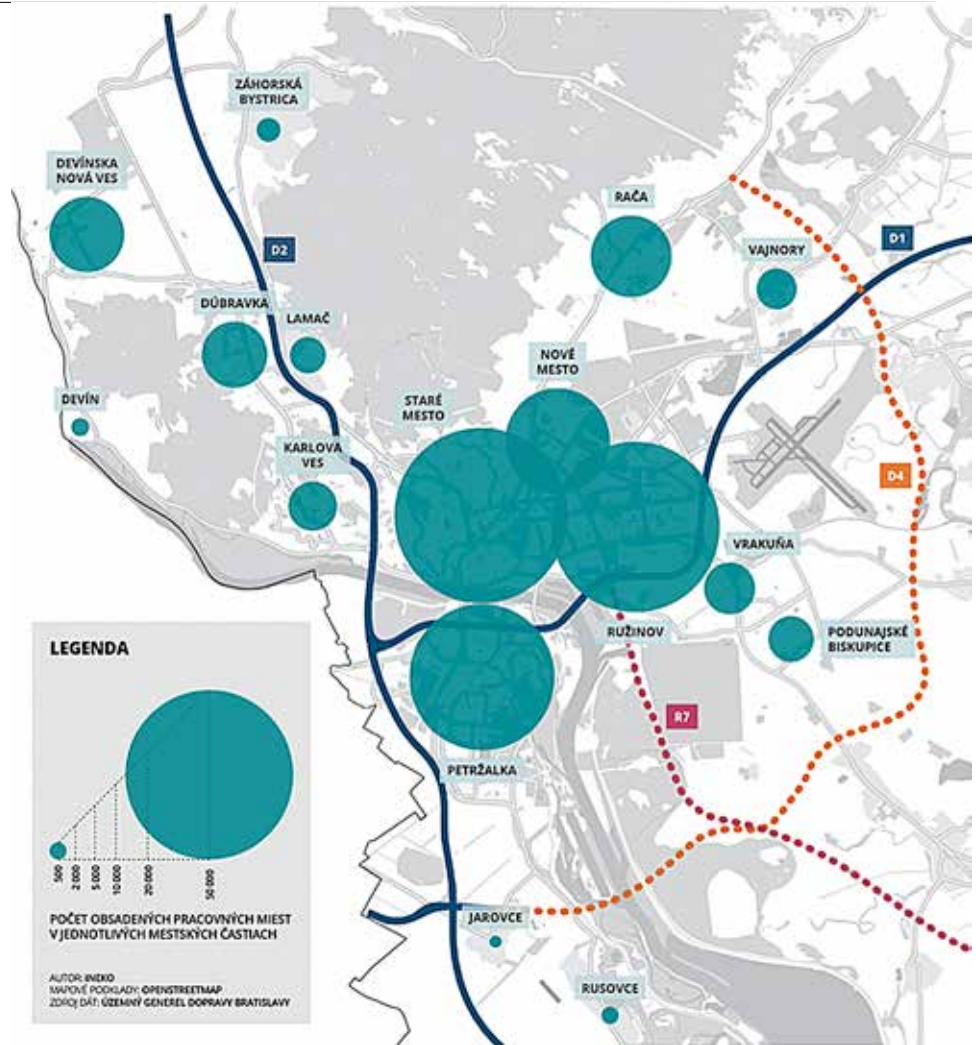 ZÁHORSKÁ
BYSTRICA
DEVÍNSKA
NOVÁ VES
RAČA
D1
D2
VAJNORY
DÚBRAVKA
LAMAČ
NOVÉ
MESTO
STARÉ
MESTO
DEVÍN
KARLOVA
VES
D4
VRAKUŇA
RUŽINOV
PODUNAJSKÉ
BISKUPICE
R7
PETRŽALKA
JAROVCE
RUSOVCE
LEGENDA
500
2 000
5 000
10 000
20 000
50 000
POČET OBSADENÝCH PRACOVNÝCH MIEST
V JEDNOTLIVÝCH MESTSKÝCH ČASTIACH
AUTOR: INEKO
MAPOVÉ PODKLADY: OPENSTREETMAP
ZDROJ DÁT: ÚZEMNÝ GENEREL DOPRAVY BRATISLAVY